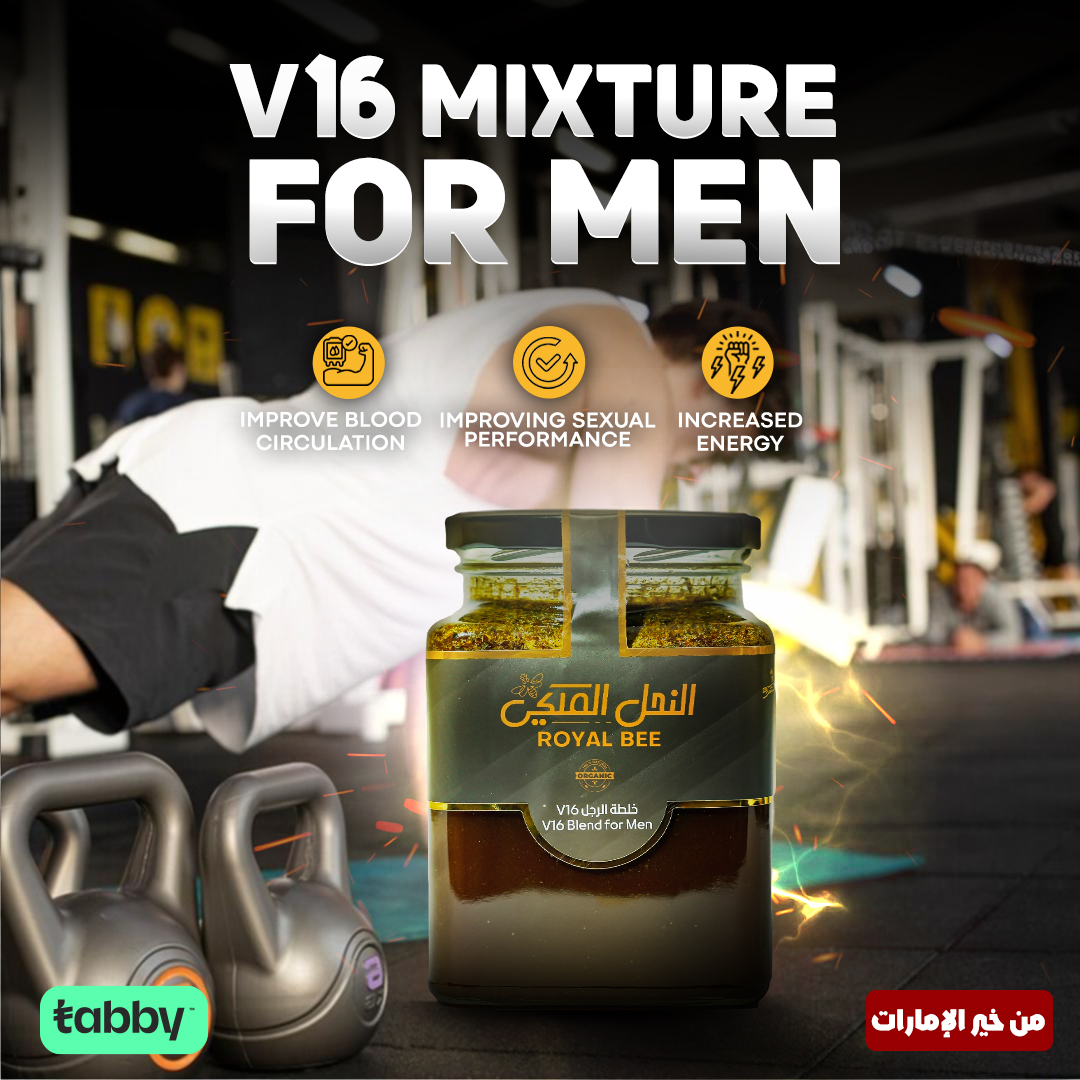 V16 MIXTURE
FOR MEN
IMPROVE BLOOD
CIRCULATION
IMPROVING SEXUAL
PERFORMANCE
INCREASED
ENERGY
النحل الملكي
ROYAL BEE
ORGANIC
خلطة الرجل V16
V16 Blend for Men
tabby
من خير الإمارات